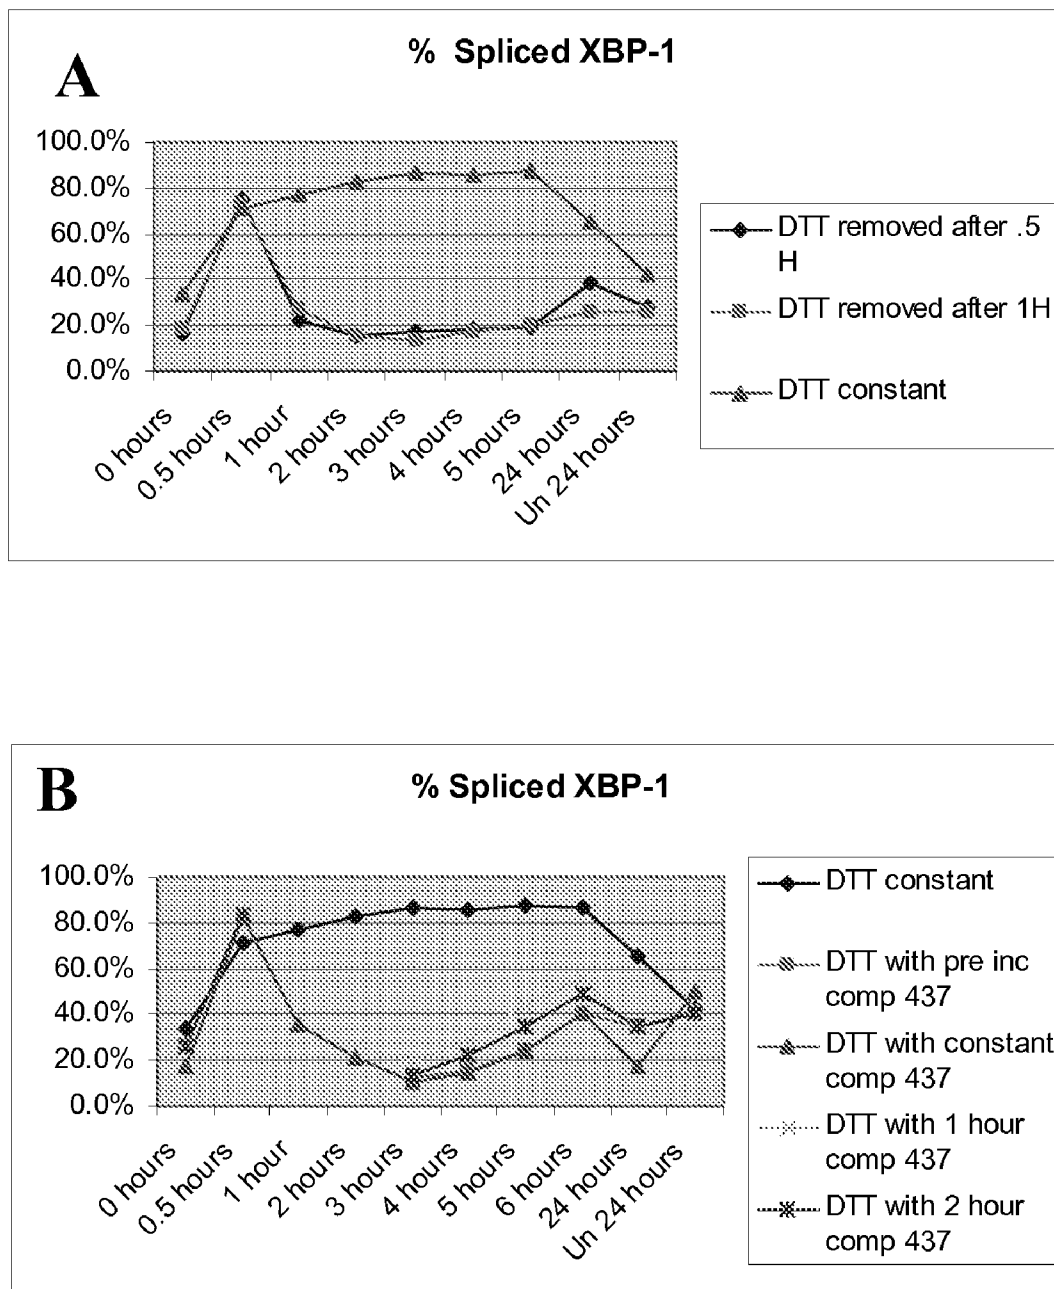 A
% Spliced XBP-1
100.0%
80.0%
60.0%
40.0%
20.0%
0.0%
0 hours
0.5 hours
1 hour
2 hours
3 hours
4 hours
5 hours
24 hours
Un 24 hours
DTT removed after .5
H
DTT removed after 1H
DTT constant
B
% Spliced XBP-1
100.0%
80.0%
60.0%
40.0%
20.0%
0.0%
0 hours
0.5 hours
1 hour
2 hours
3 hours
4 hours
5 hours
6 hours
24 hours
Un 24 hours
DTT constant
DTT with pre inc
comp 437
DTT with constant
comp 437
DTT with 1 hour
comp 437
DTT with 2 hour
comp 437